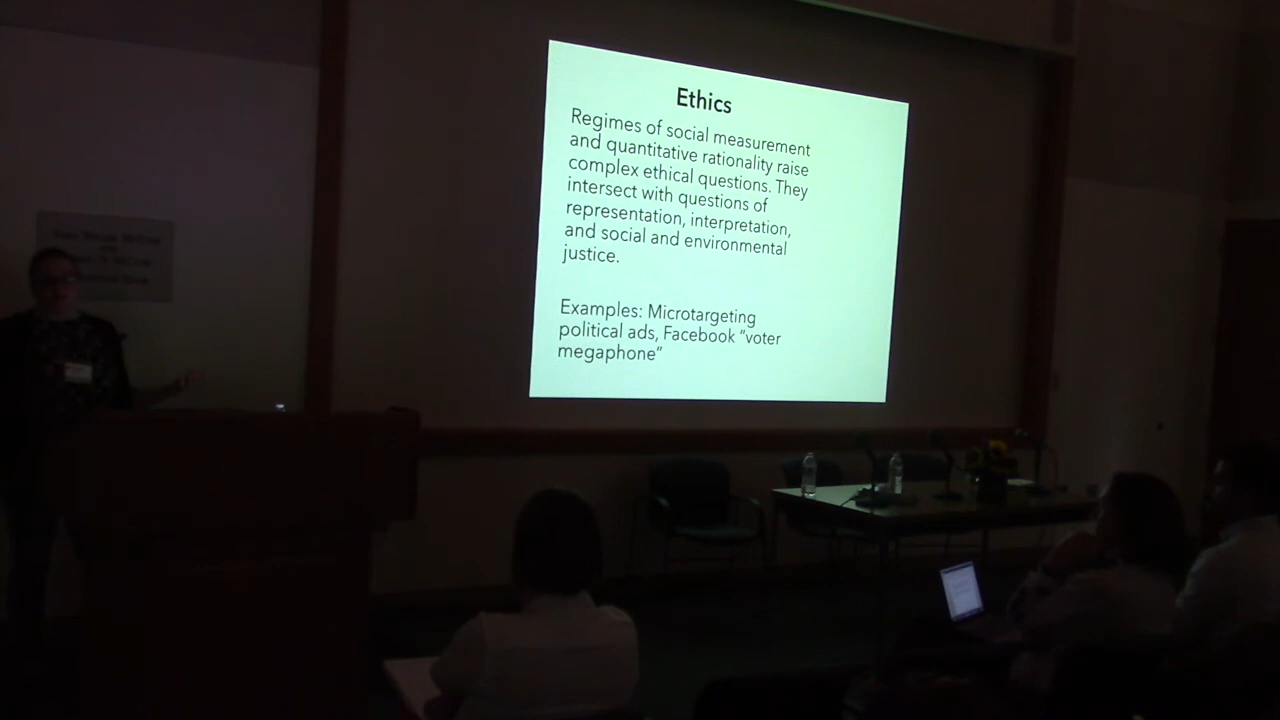 Ethics
Regimes of social measurement
and quantitative rationality raise
complex ethical questions. They
intersect with questions of
representation, interpretation,
and social and environmental
justice.
Examples: Microtargeting
political ads, Facebook “voter
megaphone”